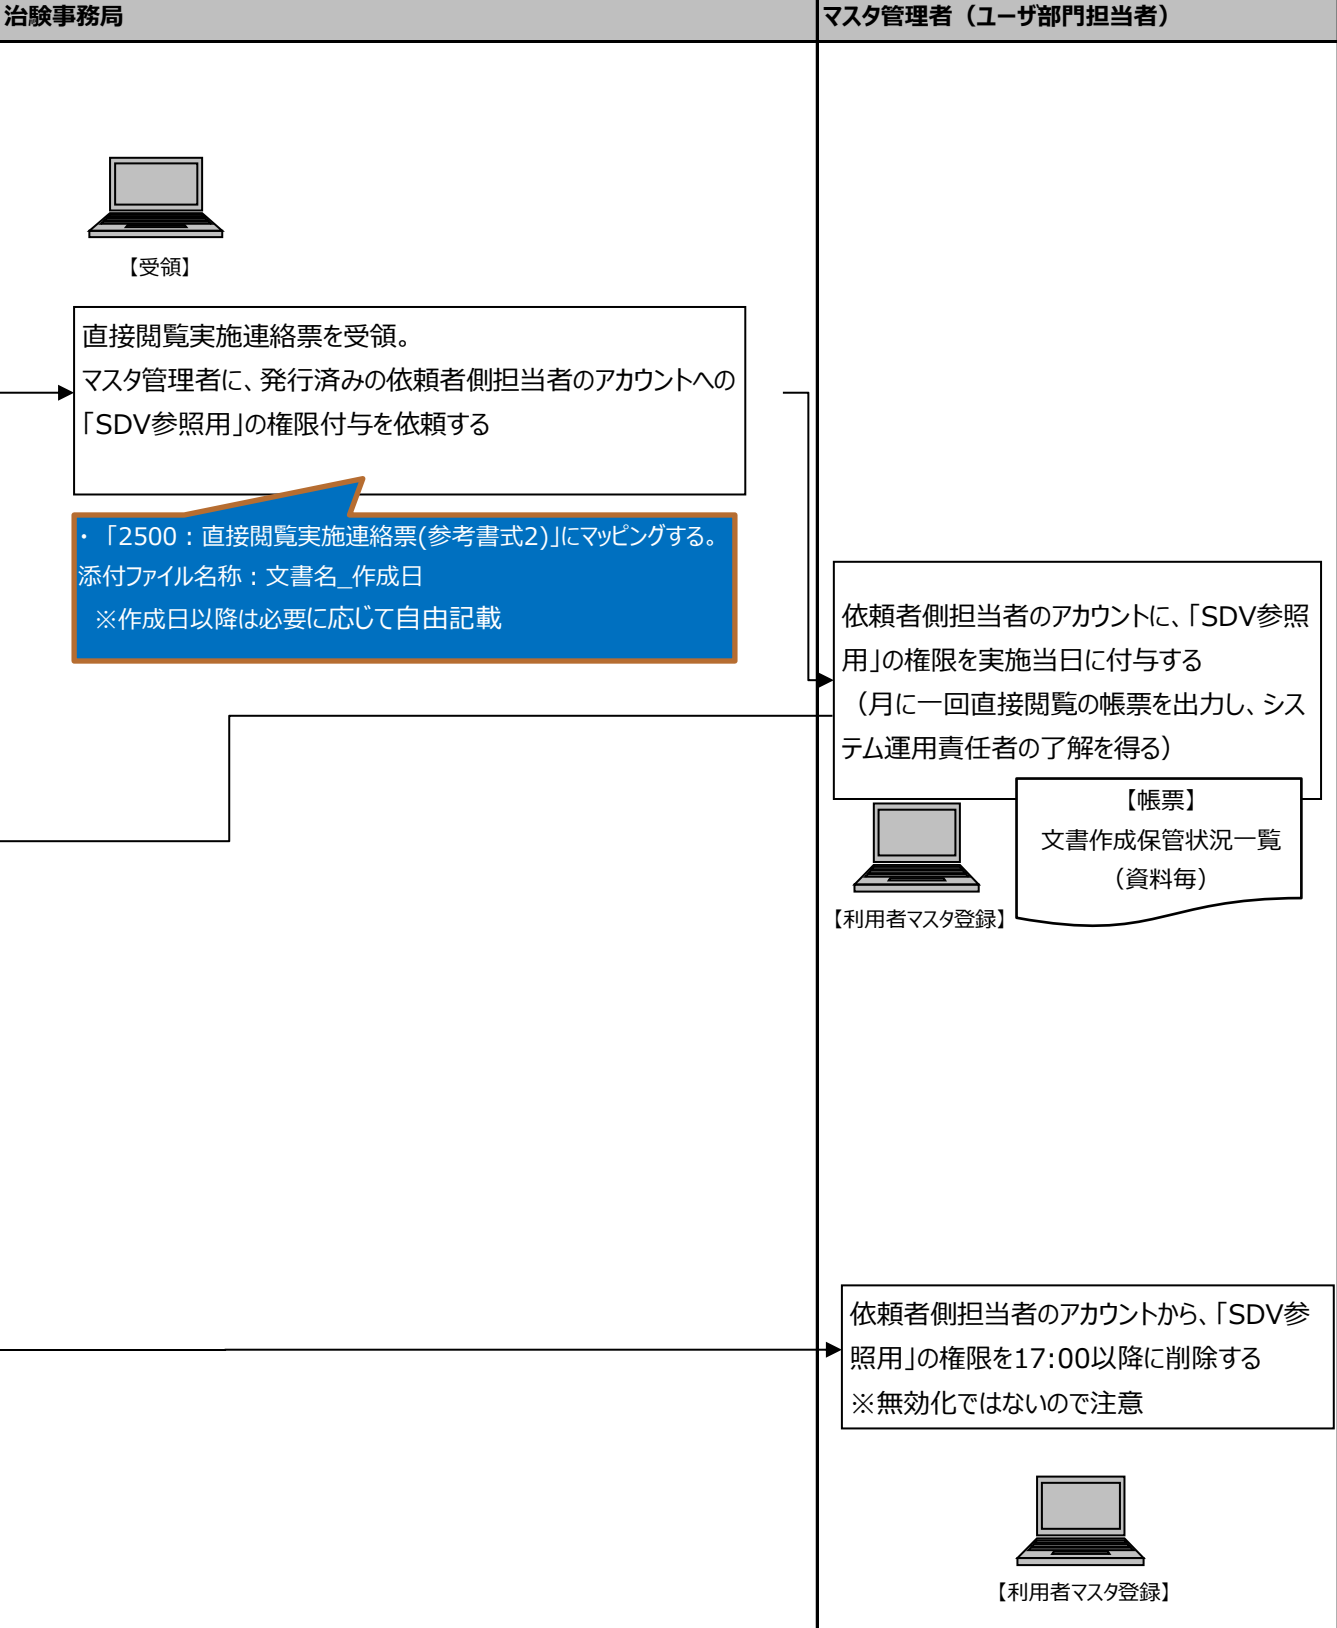 治験事務局
マスタ管理者（ユーザ部門担当者）
【受領】
直接閲覧実施連絡票を受領。
マスタ管理者に、発行済みの依頼者側担当者のアカウントへの
「SDV参照用」の権限付与を依頼する
・「2500：直接閲覧実施連絡票(参考書式2)」にマッピングする。
添付ファイル名称：文書名_作成日
※作成日以降は必要に応じて自由記載
依頼者側担当者のアカウントに、「SDV参照
用」の権限を実施当日に付与する
（月に一回直接閲覧の帳票を出力し、シス
テム運用責任者の了解を得る）
【帳票】
文書作成保管状況一覧
（資料毎）
【利用者マスタ登録】
依頼者側担当者のアカウントから、「SDV参
照用」の権限を17:00以降に削除する
※無効化ではないので注意
【利用者マスタ登録】